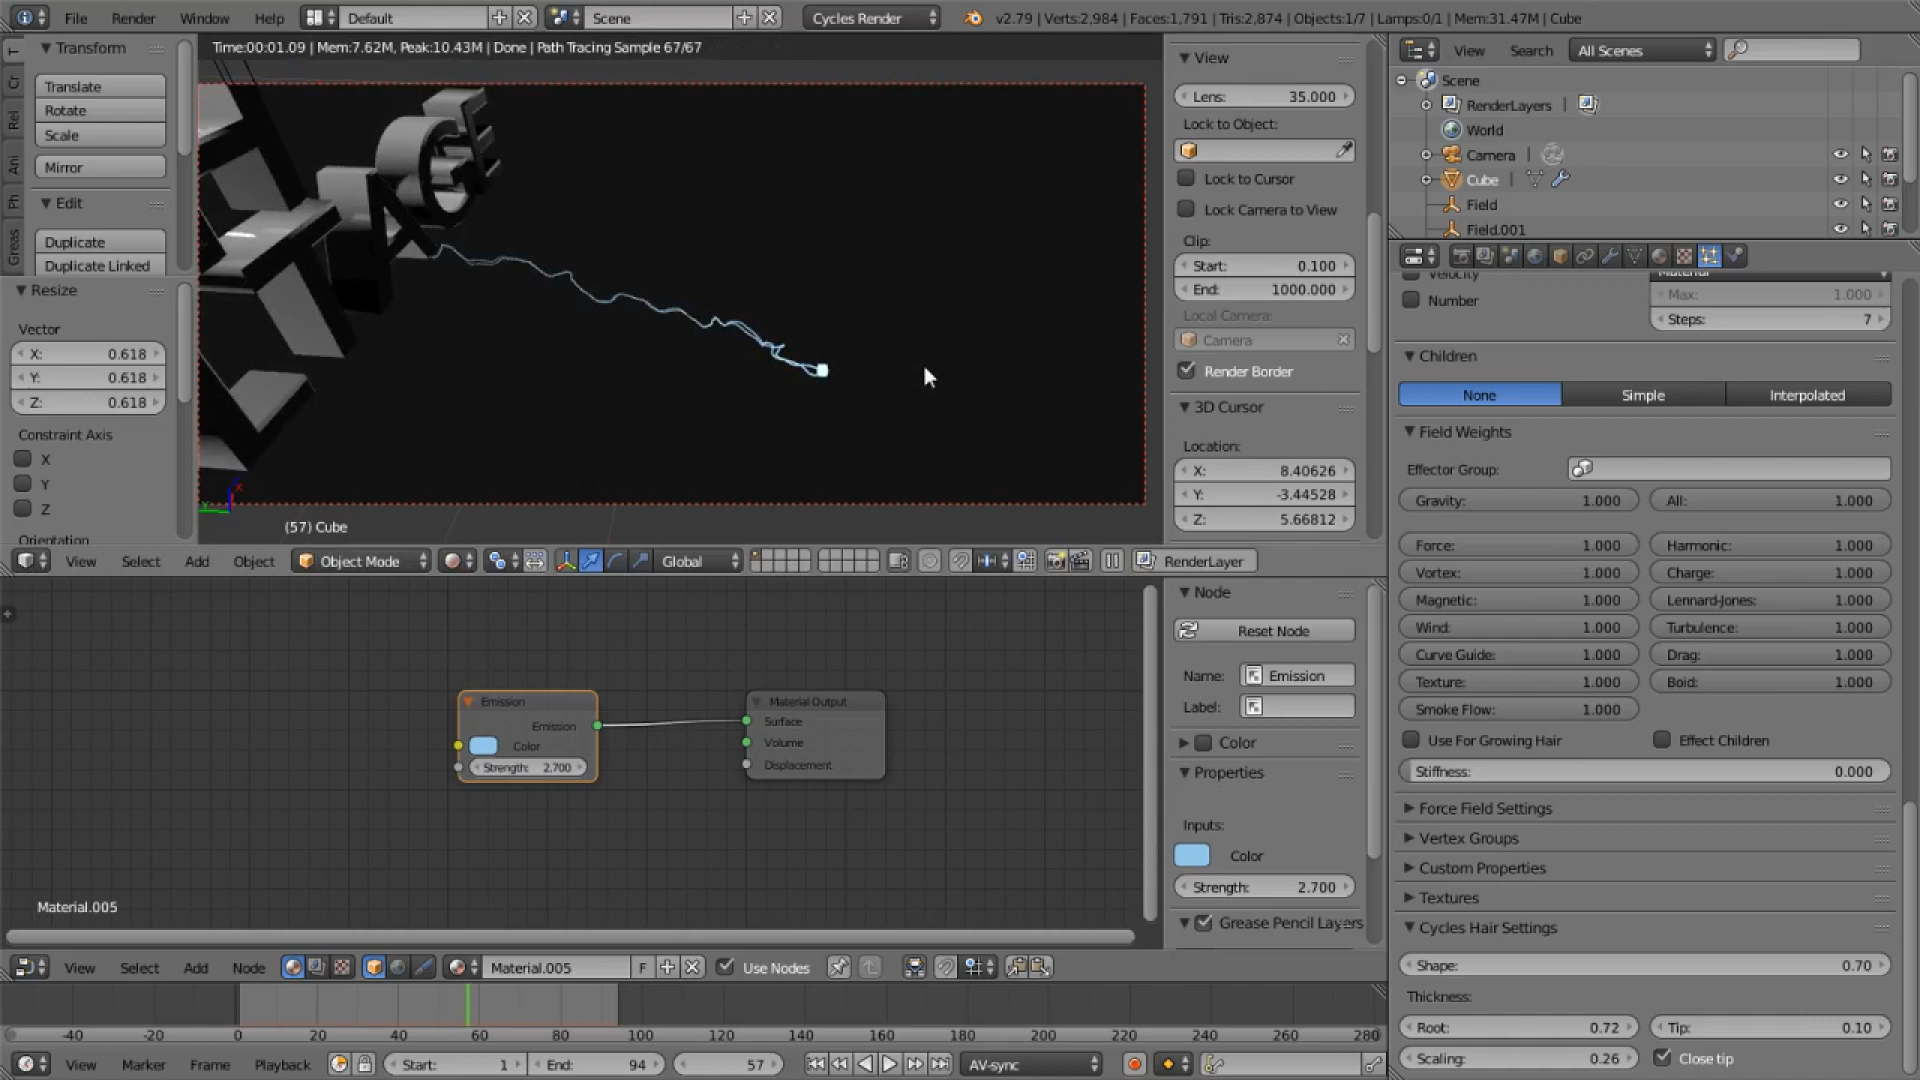 File Render Window Help Default Scene Cycles Render v2.79 | Verts:2,984 | Faces:1,791 | Tris:2,874 | Objects:1/7 | Lamps:0/1 | Mem:31.47M | Cube
Time:00:01.09 | Mem:7.62M, Peak:10.43M | Done | Path Tracing Sample 67/67
T
Cr
Rel
Ani
Ph
Greas
Transform
Translate
Rotate
Scale
Mirror
Edit
Duplicate
Duplicate Linked
Resize
Vector
X: 0.618
Y: 0.618
Z: 0.618
Constraint Axis
X
Y
Z
Orientation
(57) Cube
View
Lens: 35.000
Lock to Object:
Lock to Cursor
Lock Camera to View
Clip:
Start: 0.100
End: 1000.000
Local Camera:
Camera
Render Border
3D Cursor
Location:
X: 8.40626
Y: -3.44528
Z: 5.66812
View Select Add Object Object Mode Global RenderLayer
View Search All Scenes
Scene
RenderLayers
World
Camera
Cube
Field
Field.001
Velocity
Material
Number
Max: 1.000
Steps: 7
Children
None Simple Interpolated
Field Weights
Effector Group:
Gravity: 1.000 All: 1.000
Force: 1.000 Harmonic: 1.000
Vortex: 1.000 Charge: 1.000
Magnetic: 1.000 Lennard-Jones: 1.000
Wind: 1.000 Turbulence: 1.000
Curve Guide: 1.000 Drag: 1.000
Texture: 1.000 Boid: 1.000
Smoke Flow: 1.000
Use For Growing Hair Effect Children
Stiffness: 0.000
Force Field Settings
Vertex Groups
Custom Properties
Textures
Cycles Hair Settings
Shape: 0.70
Thickness:
Root: 0.72 Tip: 0.10
Scaling: 0.26 Close tip
Emission
Emission
Color
Strength: 2.700
Material Output
Surface
Volume
Displacement
Material.005
Node
Reset Node
Name: Emission
Label:
Color
Properties
Inputs:
Color
Strength: 2.700
Grease Pencil Layers
View Select Add Node Material.005 F Use Nodes
-40 -20 0 20 40 60 80 100 120 140 160 180 200 220 240 260 280
View Marker Frame Playback Start: 1 End: 94 57 AV-sync